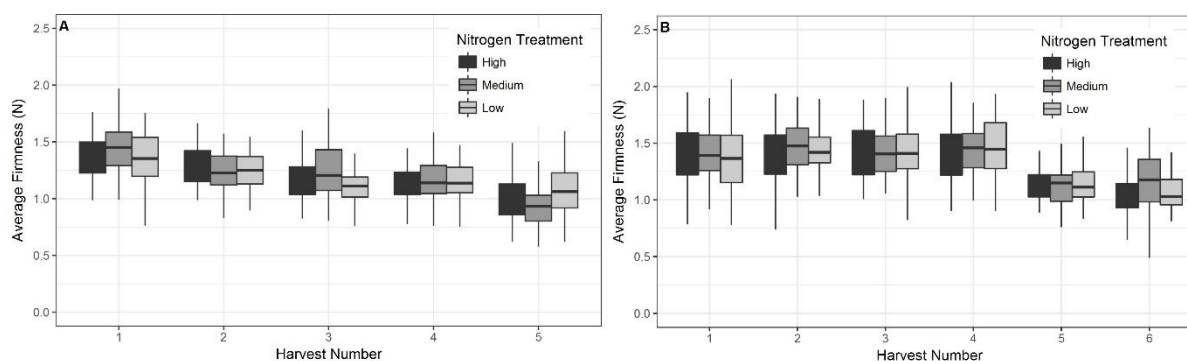 A
Nitrogen Treatment
High
Medium
Low
2.5
2.0
1.5
1.0
0.5
0.0
Average Firmness (N)
1 2 3 4 5
Harvest Number
B
Nitrogen Treatment
High
Medium
Low
2.5
2.0
1.5
1.0
0.5
0.0
Average Firmness (N)
1 2 3 4 5 6
Harvest Number